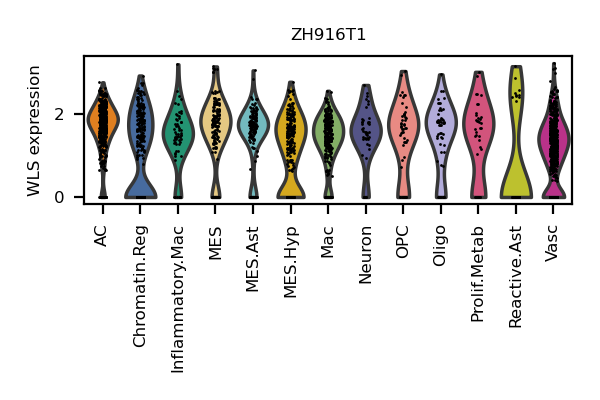 ZH916T1
WLS expression
2
0
AC
Chromatin.Reg
Inflammatory.Mac
MES
MES.Ast
MES.Hyp
Mac
Neuron
OPC
Oligo
Prolif.Metab
Reactive.Ast
Vasc